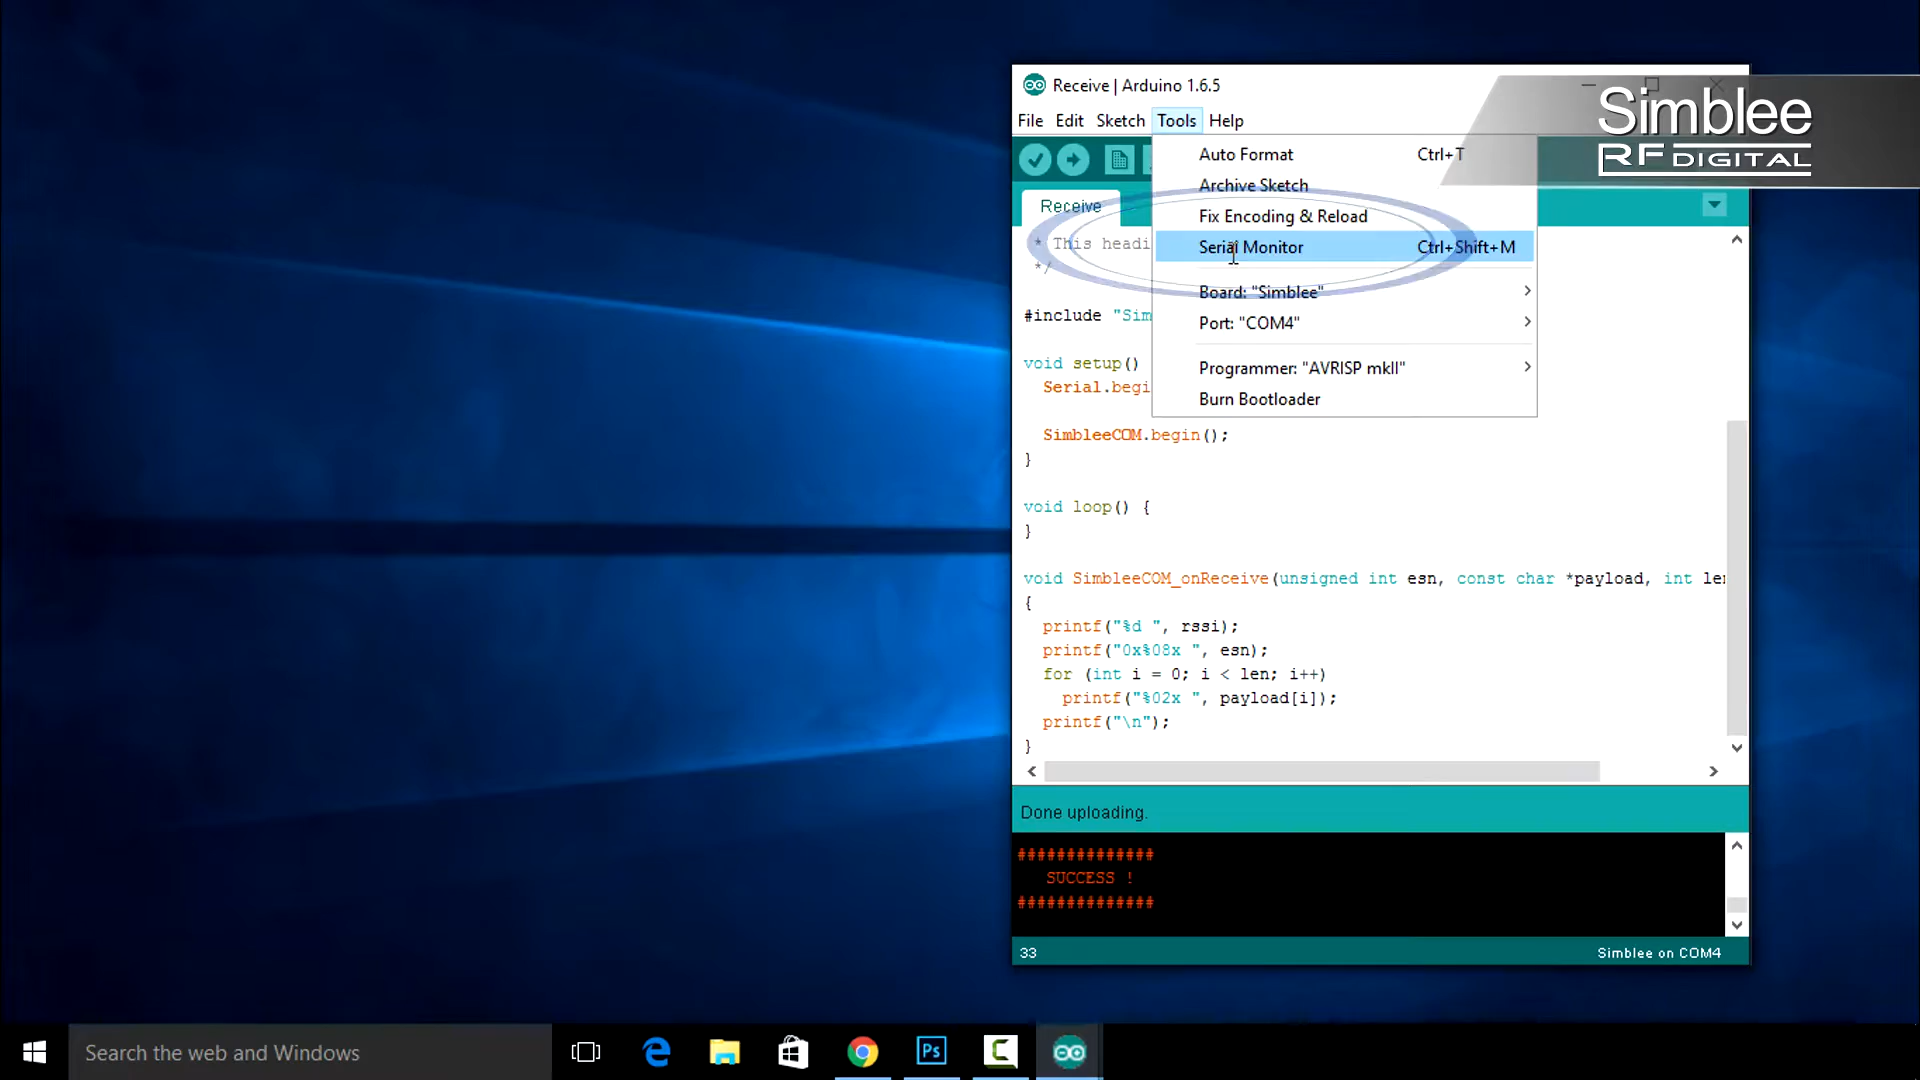 Receive | Arduino 1.6.5
Simblee
RF DIGITAL
File Edit Sketch Tools Help
Auto Format Ctrl+T
Archive Sketch
Fix Encoding & Reload
Serial Monitor Ctrl+Shift+M
Board: "Simblee"
Port: "COM4"
Programmer: "AVRISP mkII"
Burn Bootloader
Receive
* This headi
*/
#include "Sim
void setup()
Serial.begi
SimbleeCOM.begin();
}
void loop() {
}
void SimbleeCOM_onReceive(unsigned int esn, const char *payload, int len
{
printf("%d ", rssi);
printf("0x%08x ", esn);
for (int i = 0; i < len; i++)
printf("%02x ", payload[i]);
printf("\n");
}
Done uploading.
##############
SUCCESS !
##############
33 Simblee on COM4
Search the web and Windows
Ps